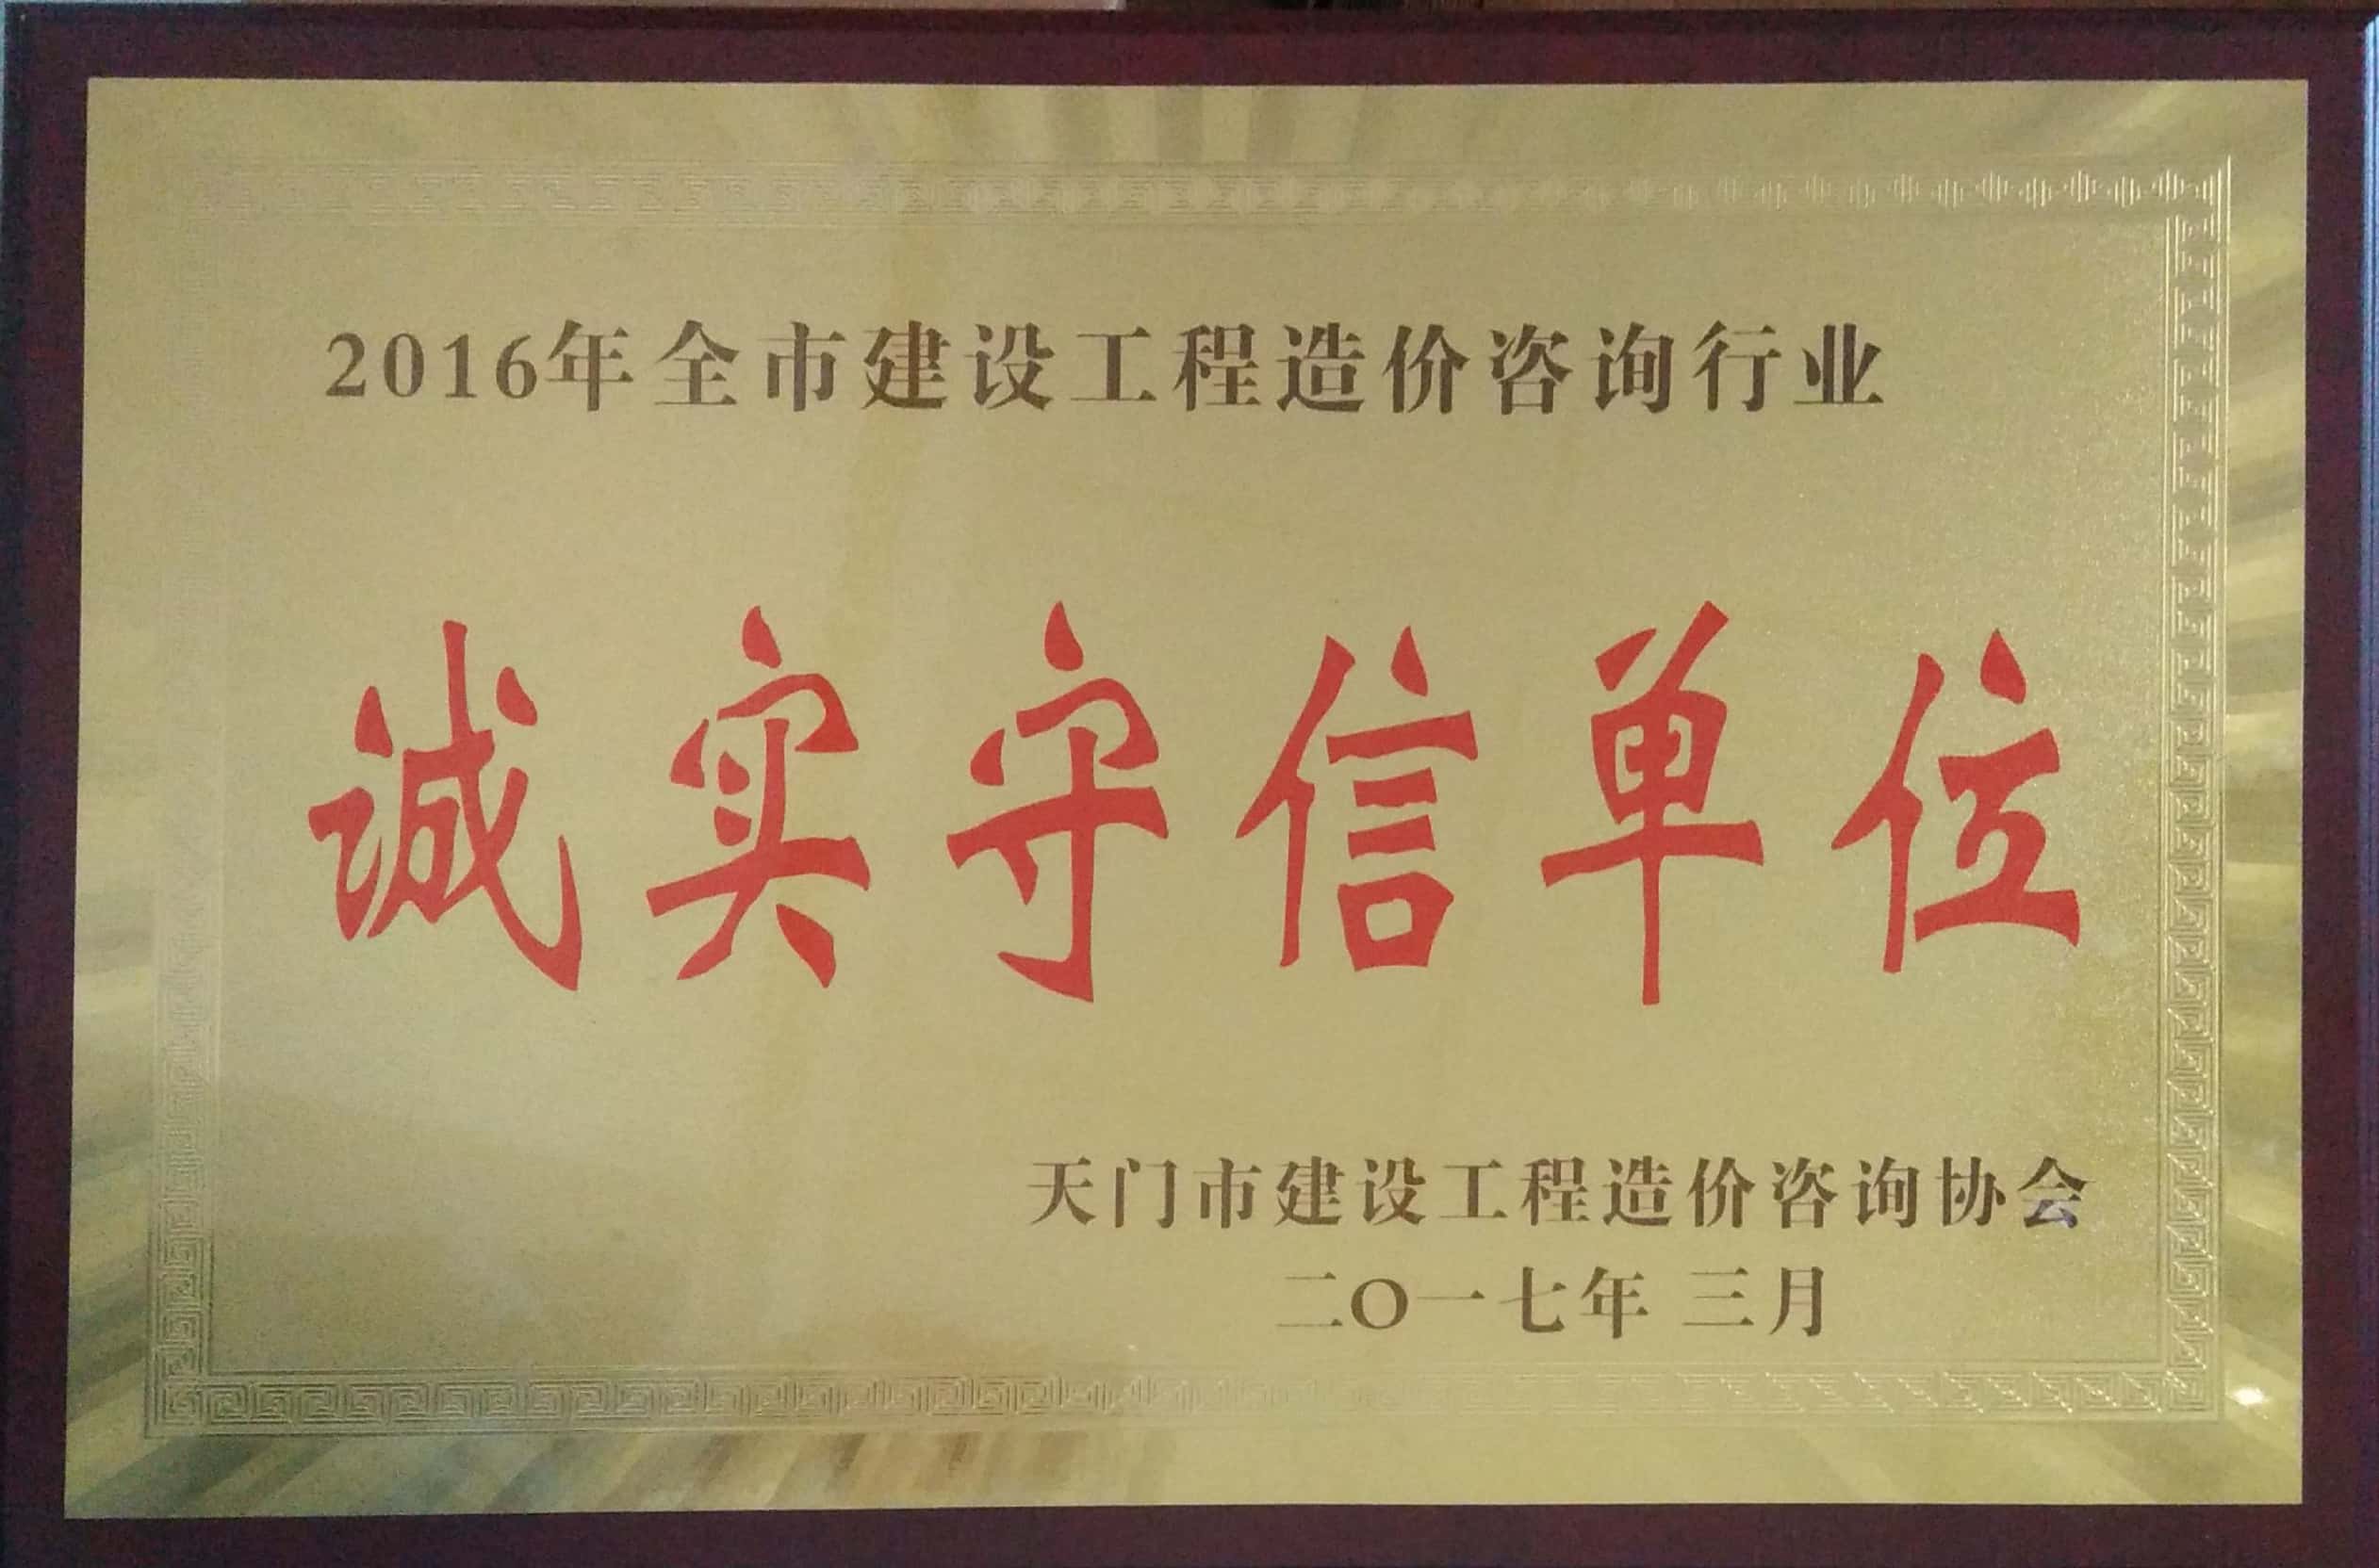 2016年全市建设工程造价咨询行业
诚实守信单位
天门市建设工程造价咨询协会
二〇一七年 三月